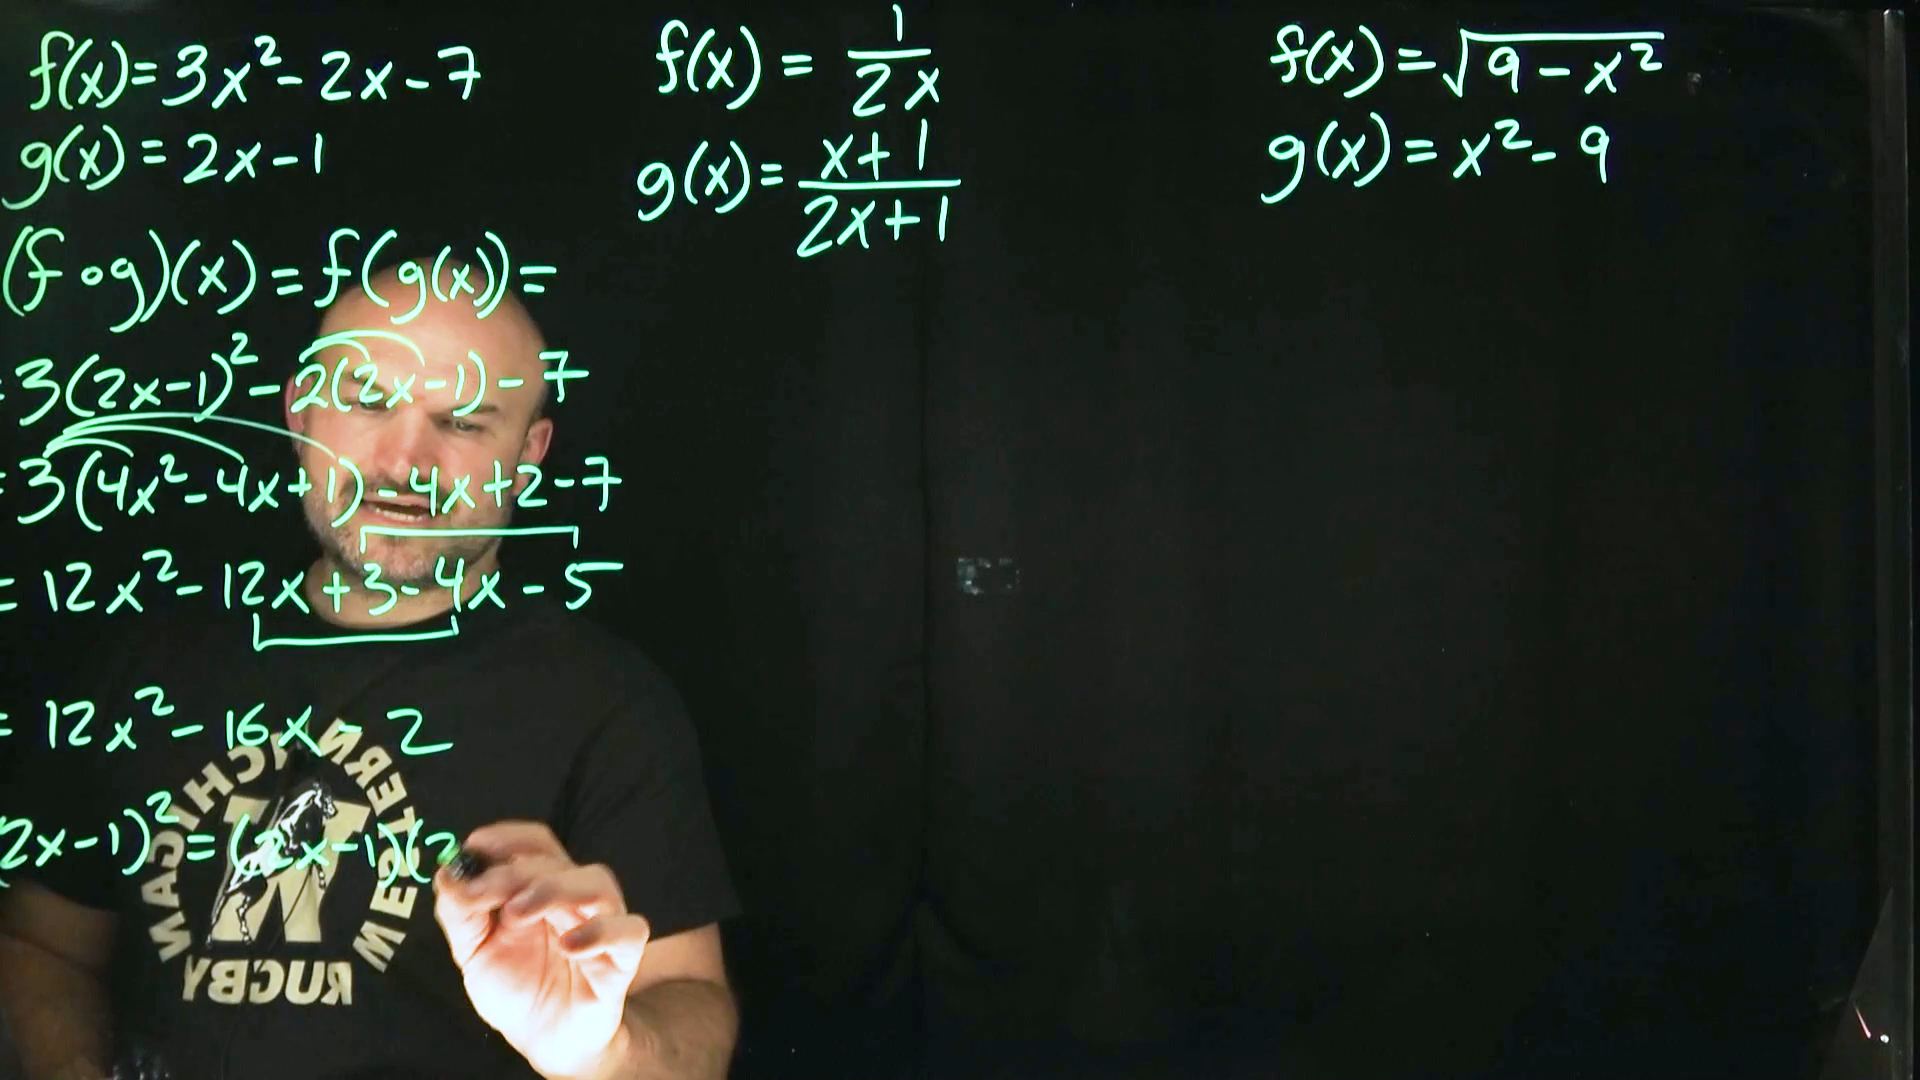 f(x)=3x²-2x-7
g(x)=2x-1
(f∘g)(x)=f(g(x))=
=3(2x-1)²-2(2x-1)-7
=3(4x²-4x+1)-4x+2-7
=12x²-12x+3-4x-5
=12x²-16x-2
(2x-1)²=(2x-1)(2
f(x)=1/2x
g(x)=x+1/2x+1
f(x)=√9-x²
g(x)=x²-9
WESTERN MICHIGAN
W
RUGBY